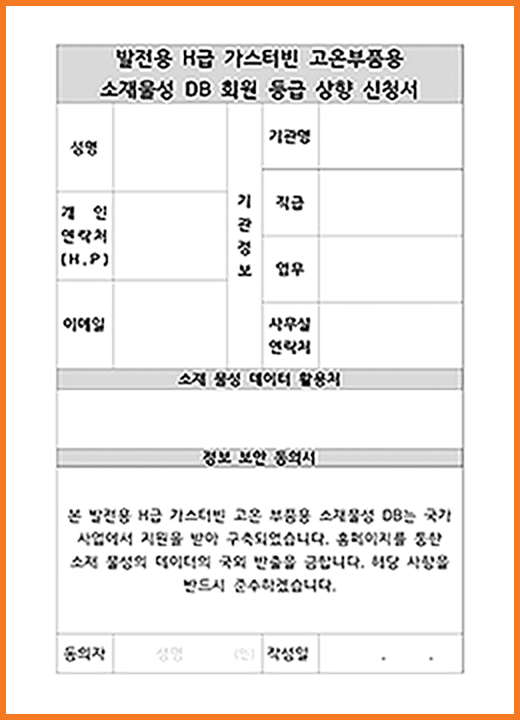 발전용 H급 가스터빈 고온부품용
소재물성 DB 회원 등급 상향 신청서
성명
기관명
개 인
연락처
(H.P)
기
관
정
보
직급
업무
이메일
사무실
연락처
소재 물성 데이터 활용처
정보 보안 동의서
본 발전용 H급 가스터빈 고온 부품용 소재물성 DB는 국가
사업에서 지원을 받아 구축되었습니다. 홈페이지를 통한
소재 물성의 데이터의 국외 반출을 금합니다. 해당 사항을
반드시 준수하겠습니다.
동의자 성명 (인) 작성일 . .